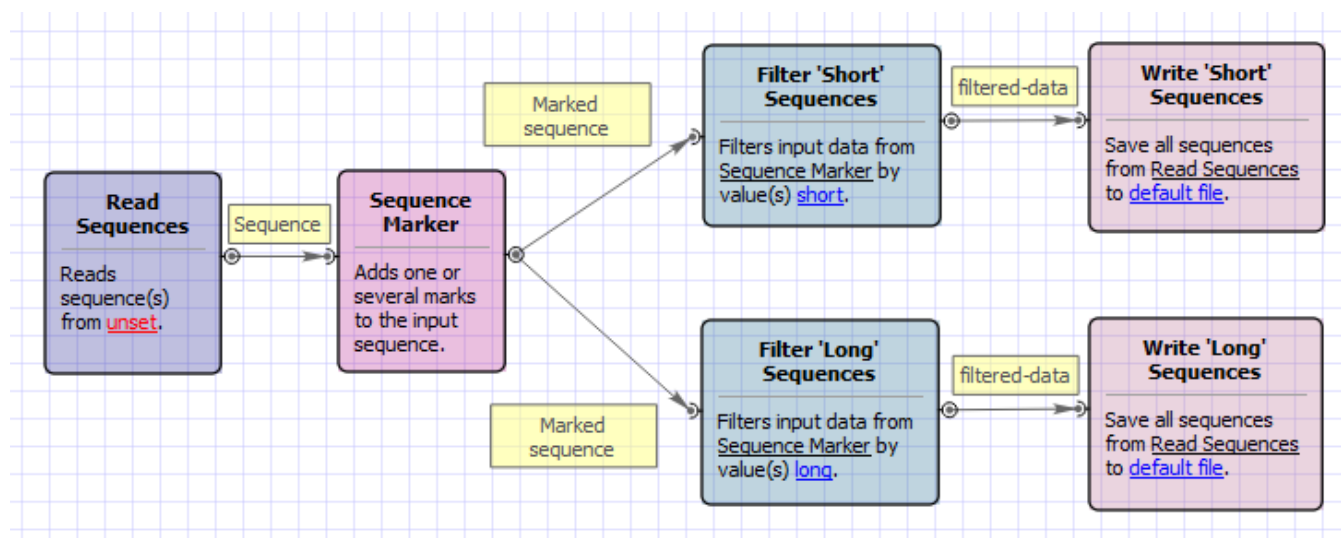 Read
Sequences
Reads
sequence(s)
from unset.
Sequence
Sequence
Marker
Adds one or
several marks
to the input
sequence.
Marked
sequence
Filter 'Short'
Sequences
Filters input data from
Sequence Marker by
value(s) short.
filtered-data
Write 'Short'
Sequences
Save all sequences
from Read Sequences
to default file.
Marked
sequence
Filter 'Long'
Sequences
Filters input data from
Sequence Marker by
value(s) long.
filtered-data
Write 'Long'
Sequences
Save all sequences
from Read Sequences
to default file.